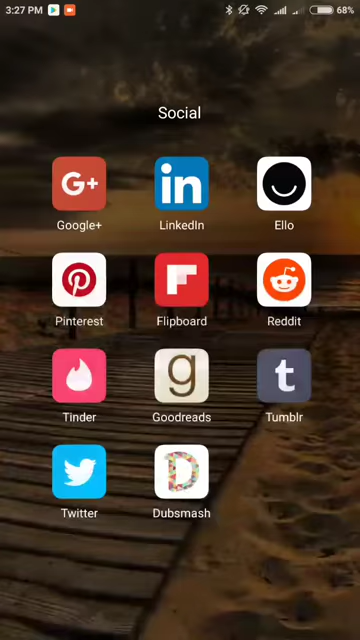 3:27 PM 68%
Social
G+ in
Google+ LinkedIn Ello
Pinterest Flipboard Reddit
g t
Tinder Goodreads Tumblr
D
Twitter Dubsmash